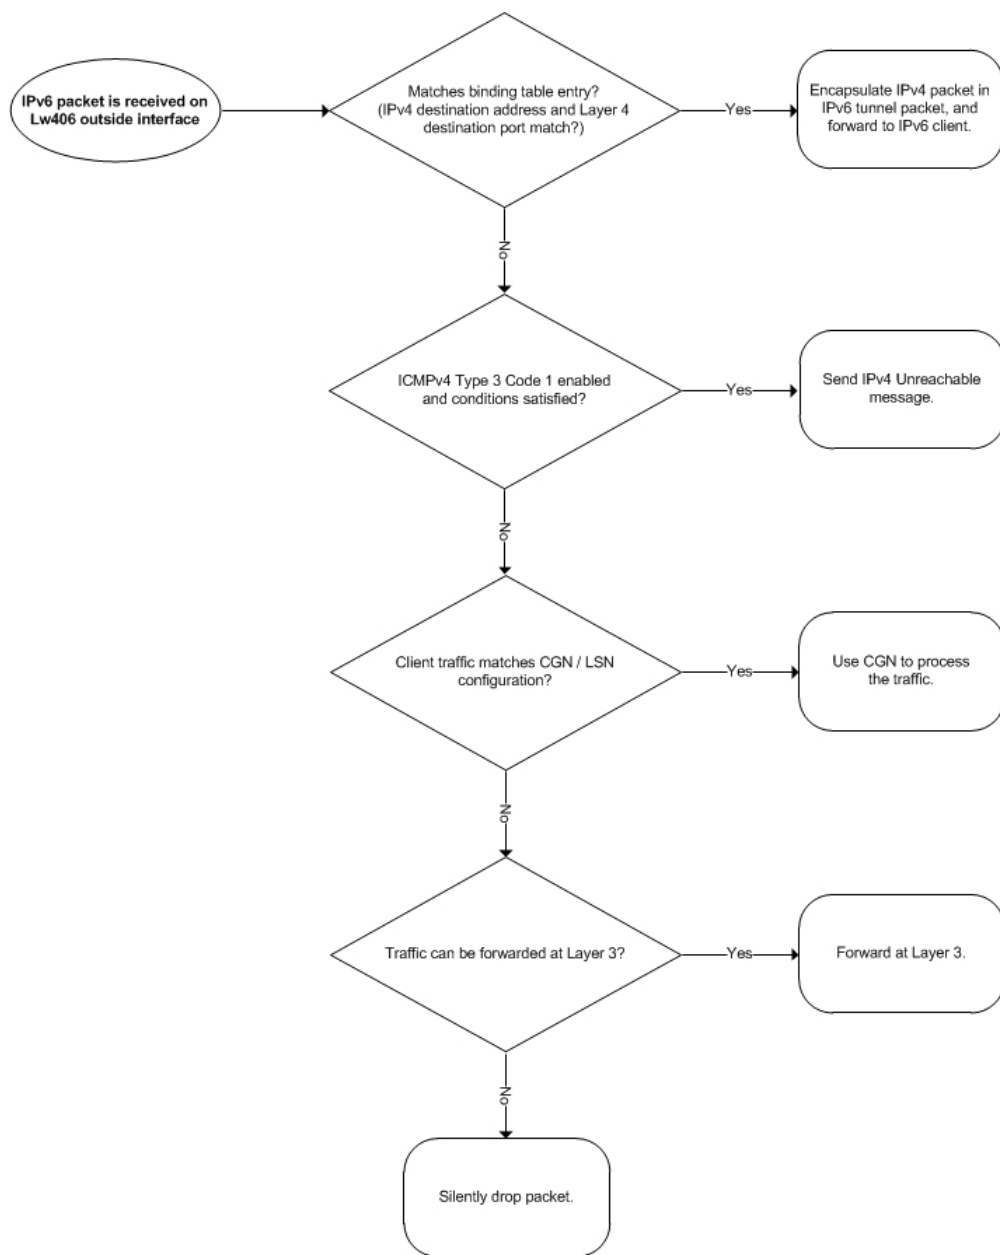 IPv6 packet is received on
Lw406 outside interface
Matches binding table entry?
(IPv4 destination address and Layer 4
destination port match?)
Yes
Encapsulate IPv4 packet in
IPv6 tunnel packet, and
forward to IPv6 client.
No
ICMPv4 Type 3 Code 1 enabled
and conditions satisfied?
Yes
Send IPv4 Unreachable
message.
No
Client traffic matches CGN / LSN
configuration?
Yes
Use CGN to process
the traffic.
No
Traffic can be forwarded at Layer 3?
Yes
Forward at Layer 3.
No
Silently drop packet.